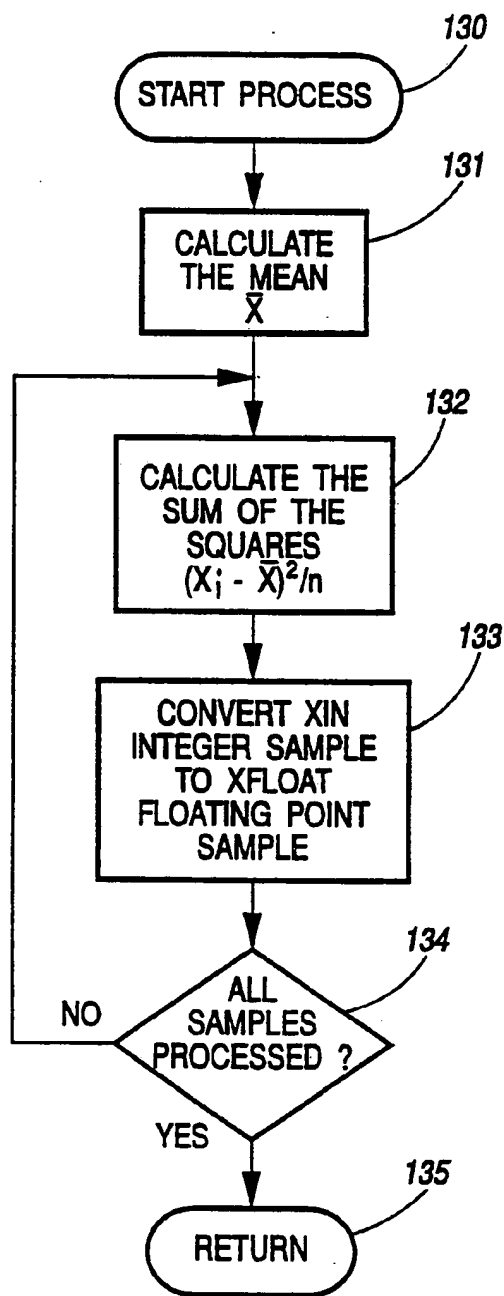 130
START PROCESS
131
CALCULATE
THE MEAN
X̄
132
CALCULATE THE
SUM OF THE
SQUARES
(Xi - X̄)²/n
133
CONVERT XIN
INTEGER SAMPLE
TO XFLOAT
FLOATING POINT
SAMPLE
134
ALL
SAMPLES
PROCESSED ?
NO
YES
135
RETURN